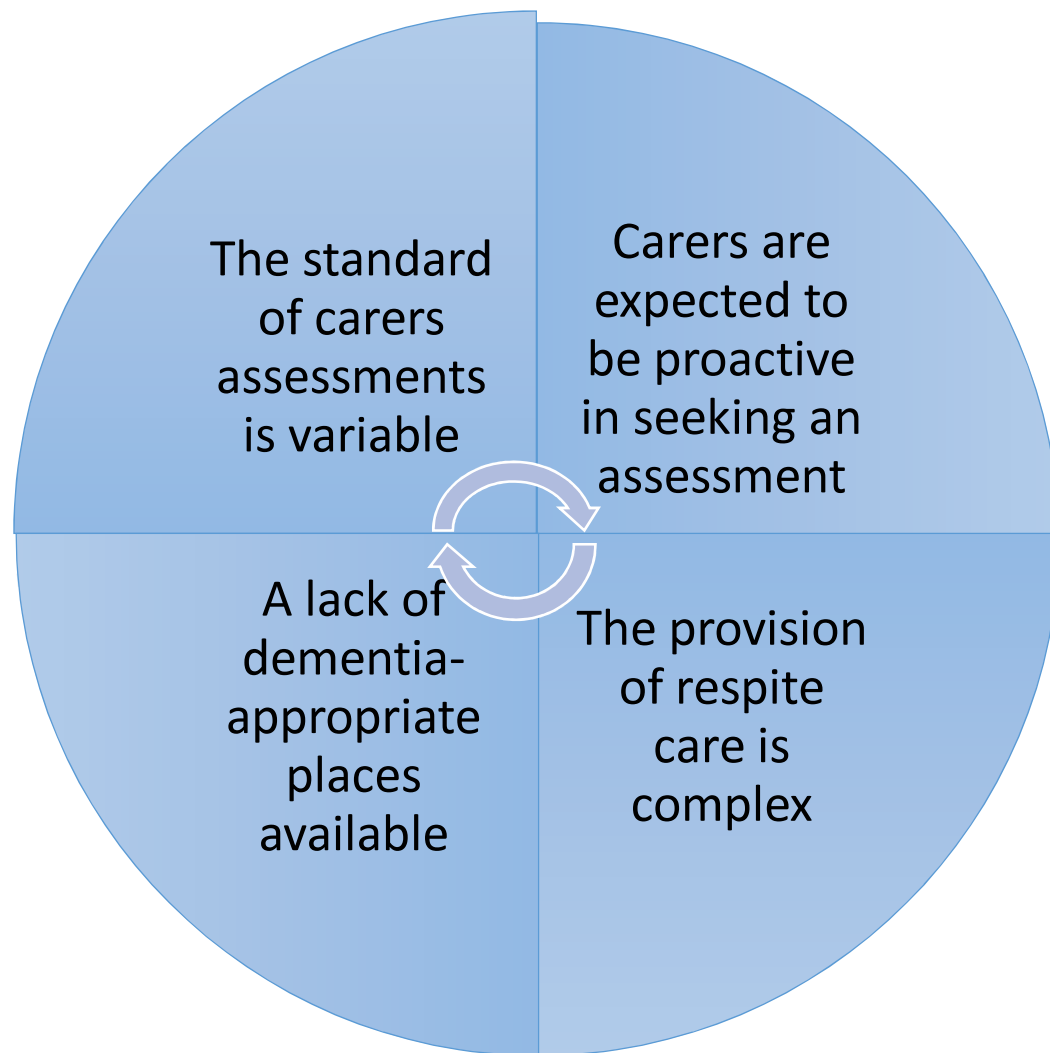 The standard
of carers
assessments
is variable
Carers are
expected to
be proactive
in seeking an
assessment
A lack of
dementia-
appropriate
places
available
The provision
of respite
care is
complex